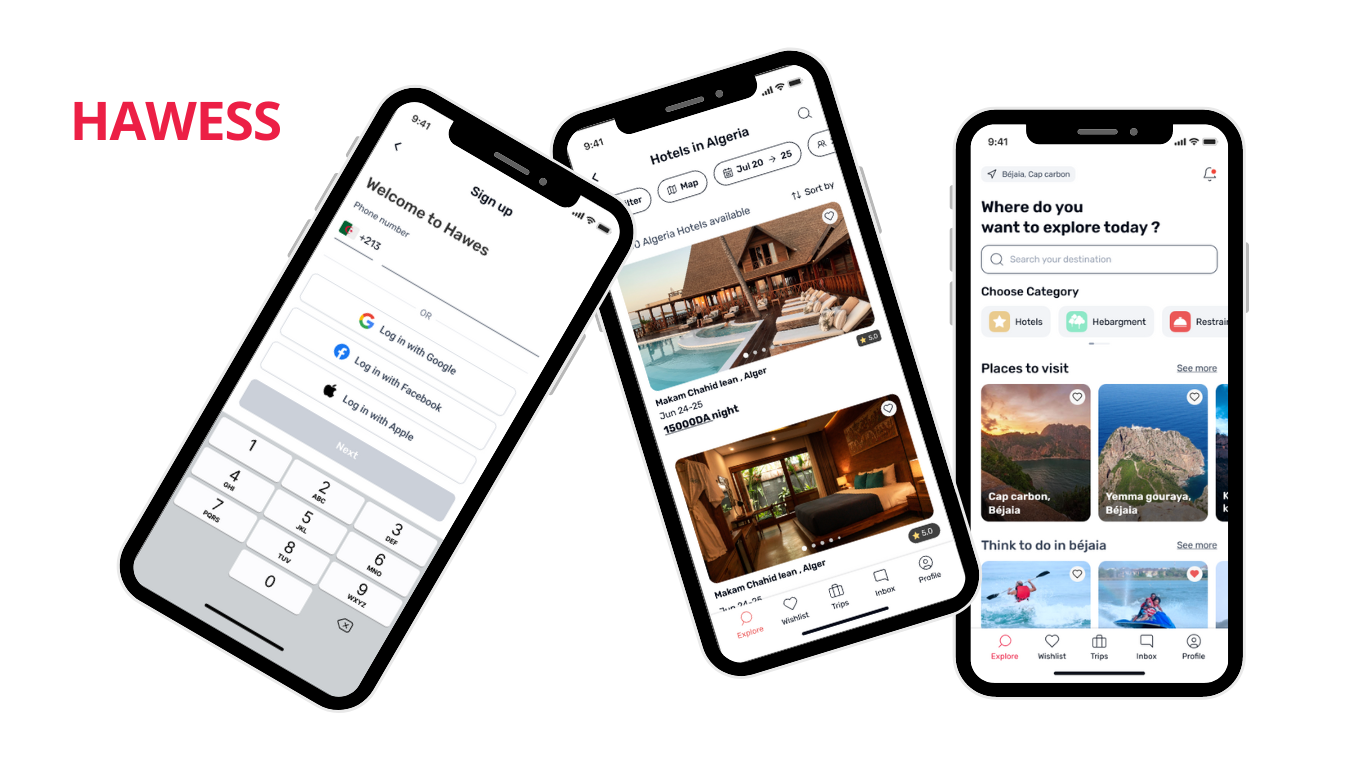 HAWESS
9:41
Sign up
Welcome to Hawes
Phone number
+213
OR
Log in with Google
Log in with Facebook
Log in with Apple
Next
1
2
ABC
3
DEF
4
GHI
5
JKL
6
MNO
7
PQRS
8
TUV
9
WXYZ
0
9:41
Hotels in Algeria
ilter
Map
Jul 20 → 25
Sort by
0 Algeria Hotels available
5.0
Makam Chahid lean , Alger
Jun 24-25
15000DA night
5.0
Makam Chahid lean , Alger
Jun 24-25
Explore
Wishlist
Trips
Inbox
Profile
9:41
Béjaia, Cap carbon
Where do you
want to explore today ?
Search your destination
Choose Category
Hotels
Hebargment
Restrain
Places to visit
See more
Cap carbon,
Béjaia
Yemma gouraya,
Béjaia
K
k
Think to do in béjaia
See more
Explore
Wishlist
Trips
Inbox
Profile